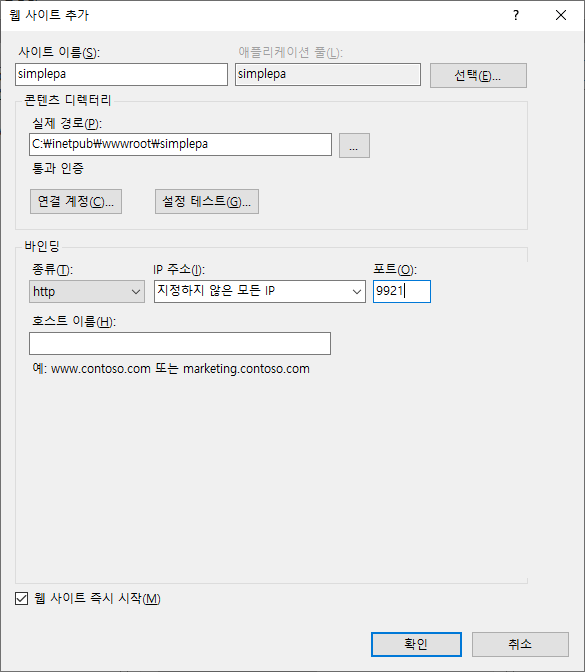 웹 사이트 추가 ? ×
사이트 이름(S): 애플리케이션 풀(L):
simplepa simplepa 선택(E)...
콘텐츠 디렉터리
실제 경로(P):
C:₩inetpub₩wwwroot₩simplepa ...
통과 인증
연결 계정(C)... 설정 테스트(G)...
바인딩
종류(T): IP 주소(I): 포트(O):
http 지정하지 않은 모든 IP 9921
호스트 이름(H):
예: www.contoso.com 또는 marketing.contoso.com
웹 사이트 즉시 시작(M)
확인 취소